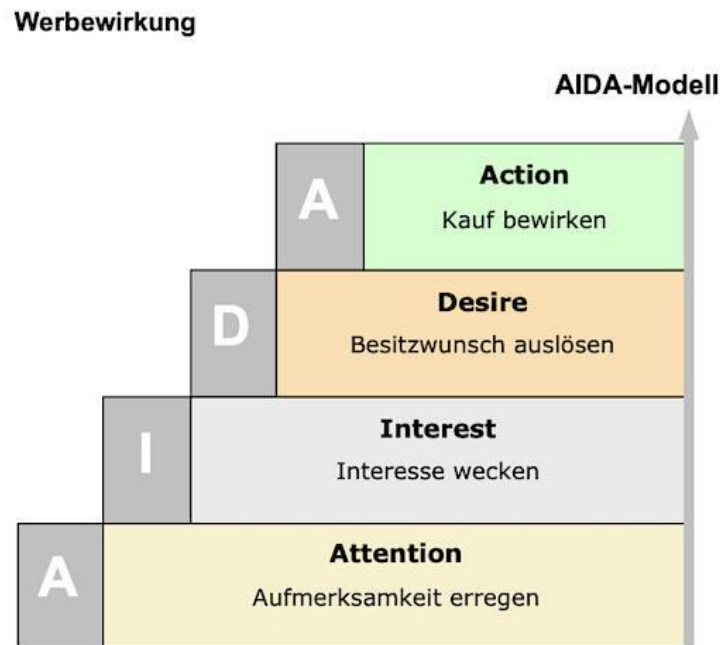 Werbewirkung
AIDA-Modell
A
Action
Kauf bewirken
D
Desire
Besitzwunsch auslösen
I
Interest
Interesse wecken
A
Attention
Aufmerksamkeit erregen